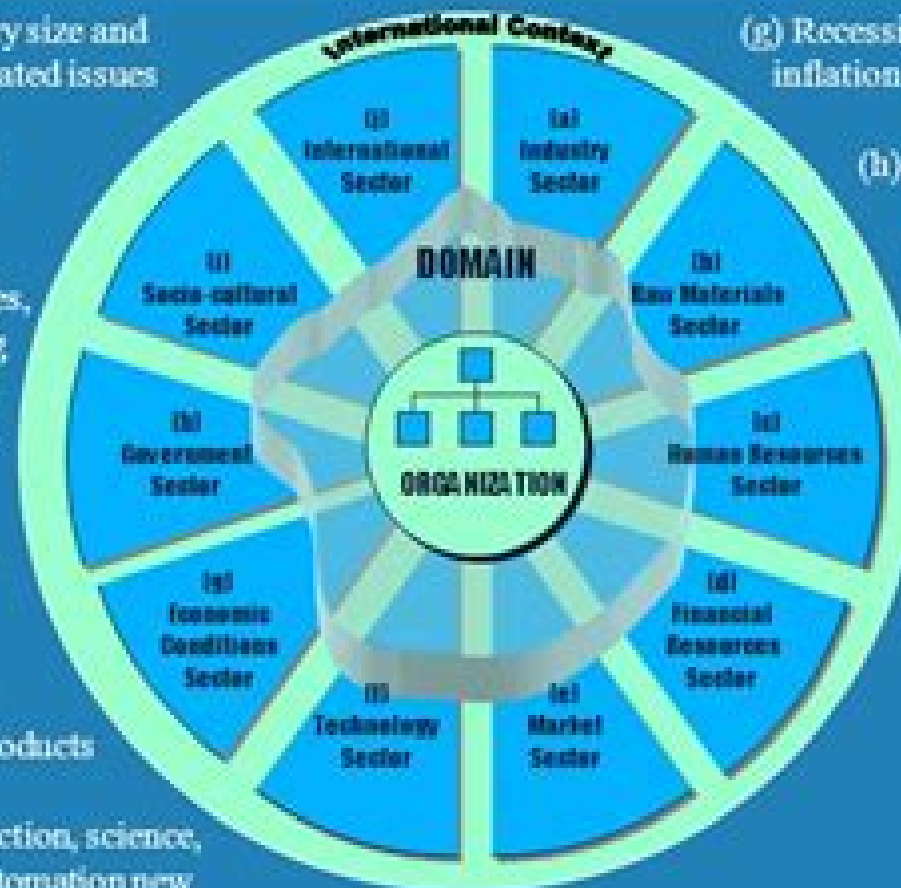 y size and
ated issues
es,
g
oducts
ction, science,
tomation new
International Context
(j)
International
Sector
(a)
Industry
Sector
(i)
Socio-cultural
Sector
DOMAIN
(b)
Raw Materials
Sector
(h)
Government
Sector
ORGANIZATION
(c)
Human Resources
Sector
(g)
Economic
Conditions
Sector
(d)
Financial
Resources
Sector
(f)
Technology
Sector
(e)
Market
Sector
(g) Recessi
inflation
(h)